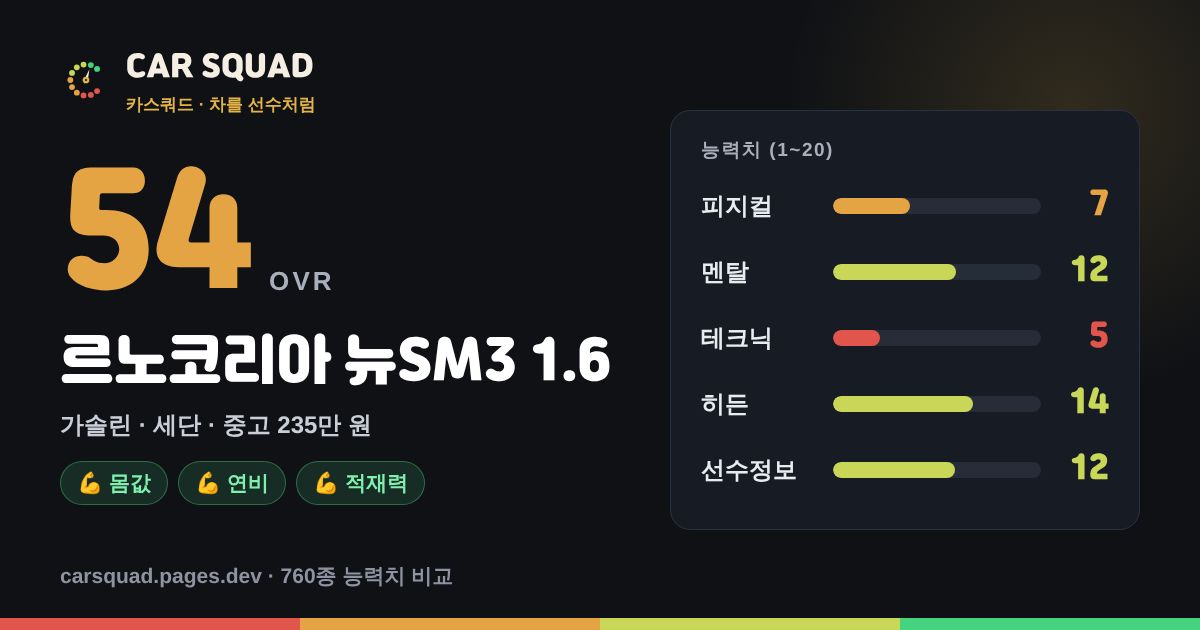 CAR SQUAD
카스쿼드 · 차를 선수처럼
54 OVR
르노코리아 뉴SM3 1.6
가솔린 · 세단 · 중고 235만 원
💪 몸값 💪 연비 💪 적재력
carsquad.pages.dev · 760종 능력치 비교
능력치 (1~20)
피지컬 7
멘탈 12
테크닉 5
히든 14
선수정보 12